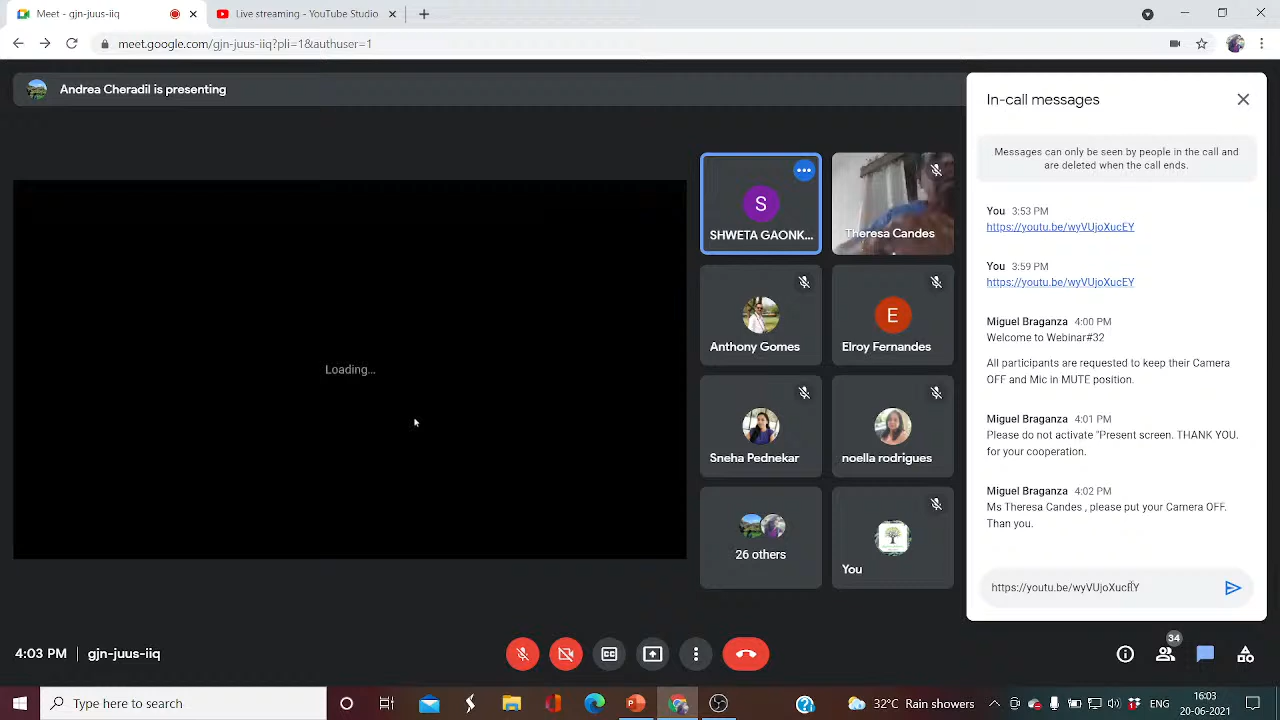 Meet - gjn-juus-iiq
Live streaming - YouTube Studio
meet.google.com/gjn-juus-iiq?pli=1&authuser=1
Andrea Cheradil is presenting
Loading...
S
SHWETA GAONK...
Theresa Candes
Anthony Gomes
E
Elroy Fernandes
Sneha Pednekar
noella rodrigues
26 others
You
In-call messages
Messages can only be seen by people in the call and
are deleted when the call ends.
You 3:53 PM
https://youtu.be/wyVUjoXucEY
You 3:59 PM
https://youtu.be/wyVUjoXucEY
Miguel Braganza 4:00 PM
Welcome to Webinar#32
All participants are requested to keep their Camera
OFF and Mic in MUTE position.
Miguel Braganza 4:01 PM
Please do not activate "Present screen. THANK YOU.
for your cooperation.
Miguel Braganza 4:02 PM
Ms Theresa Candes , please put your Camera OFF.
Than you.
https://youtu.be/wyVUjoXucEY
4:03 PM | gjn-juus-iiq
34
Type here to search
32°C Rain showers
ENG
16:03
20-06-2021